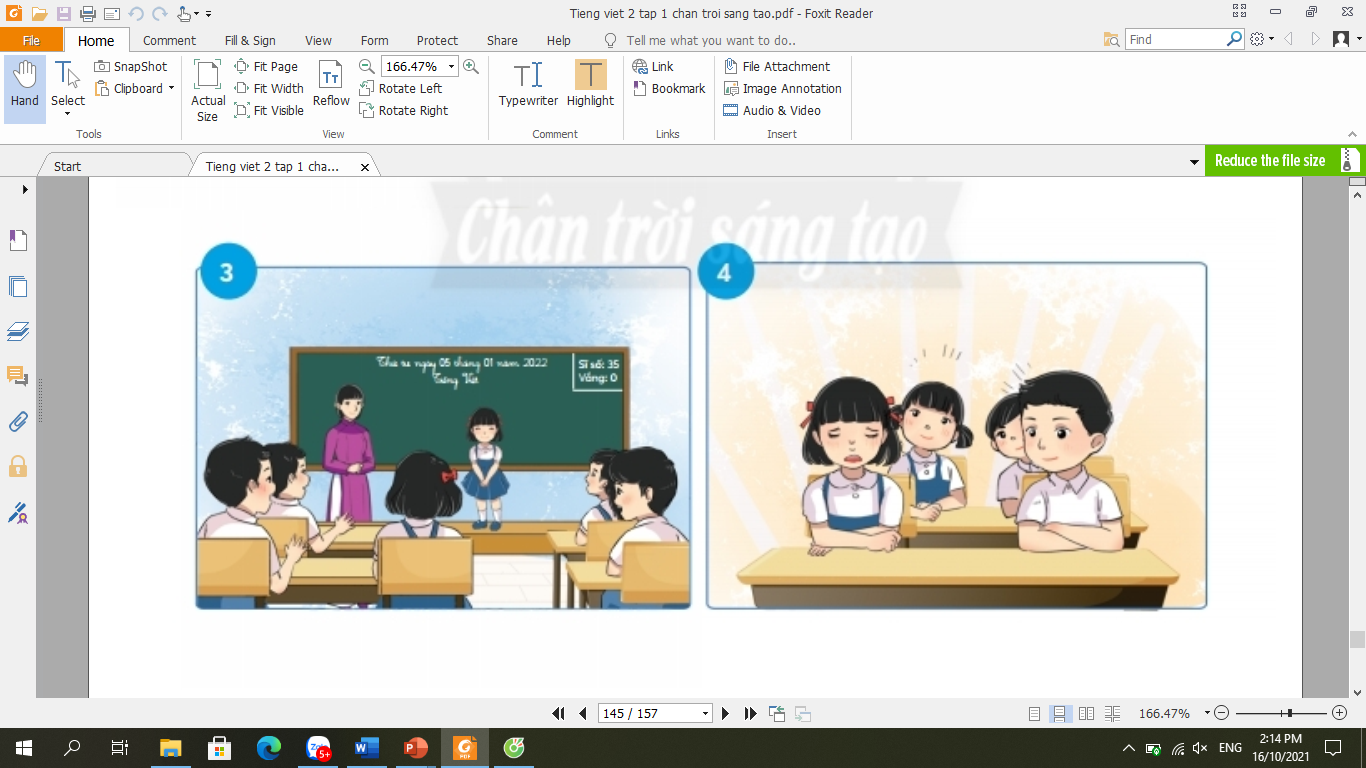 Tieng viet 2 tap 1 chan troi sang tao.pdf - Foxit Reader
File Home Comment Fill & Sign View Form Protect Share Help Tell me what you want to do.. Find
Hand
Select
SnapShot
Clipboard
Tools
Actual Size
Fit Page
Fit Width
Fit Visible
Reflow
166.47%
Rotate Left
Rotate Right
View
Typewriter
Highlight
Comment
Link
Bookmark
Links
File Attachment
Image Annotation
Audio & Video
Insert
Start
Tieng viet 2 tap 1 cha...
Reduce the file size
Chân trời sáng tạo
3
4
Thứ tư ngày 05 tháng 01 năm 2022
Tiếng Việt
Sĩ số: 35
Vắng: 0
145 / 157
166.47%
5+
ENG
2:14 PM
16/10/2021